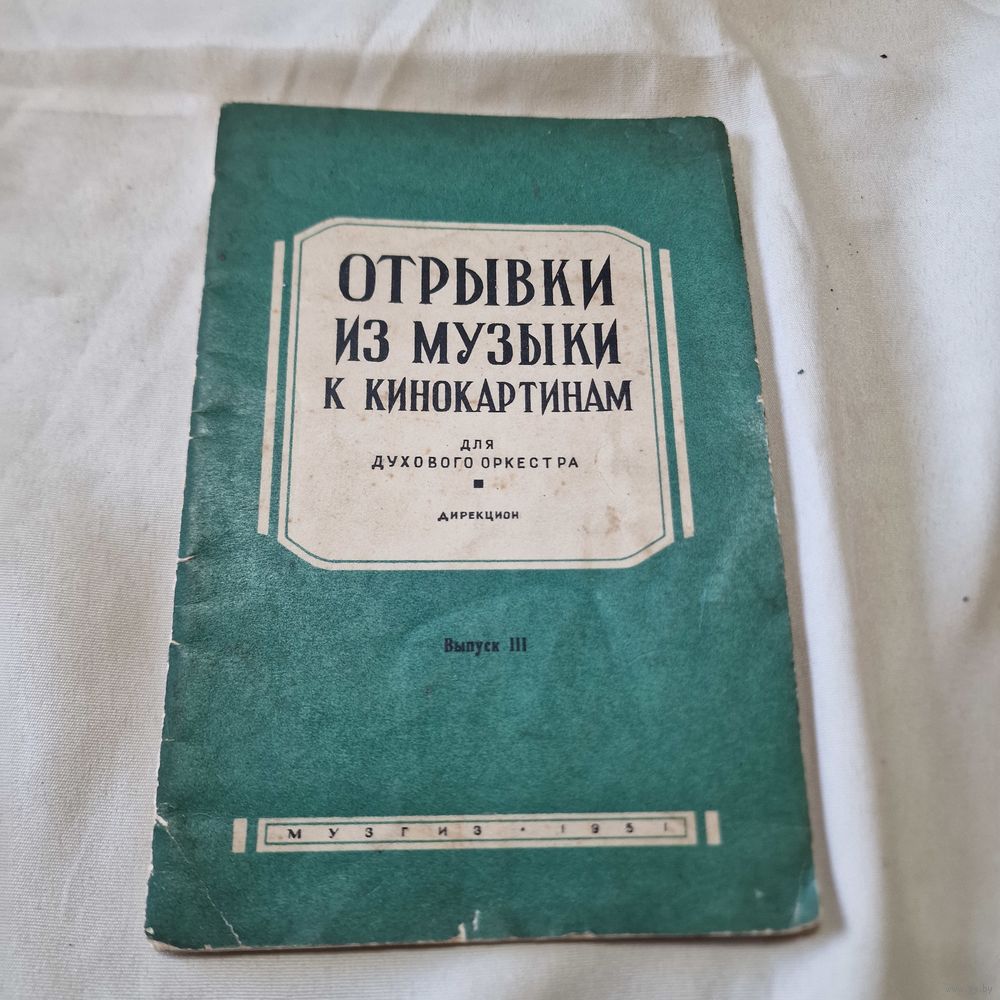 ОТРЫВКИ
ИЗ МУЗЫКИ
К КИНОКАРТИНАМ
ДЛЯ
ДУХОВОГО ОРКЕСТРА
ДИРЕКЦИОН
Выпуск III
МУЗГИЗ • 1951